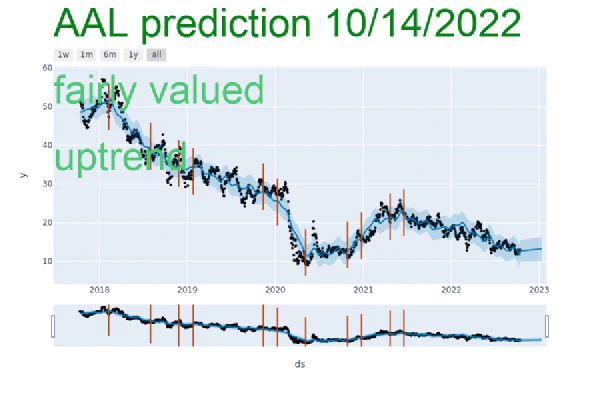 AAL prediction 10/14/2022
1w 1m 6m 1y all
60
fairly valued
50
uptrend
40
30
y
20
10
2018 2019 2020 2021 2022 2023
ds